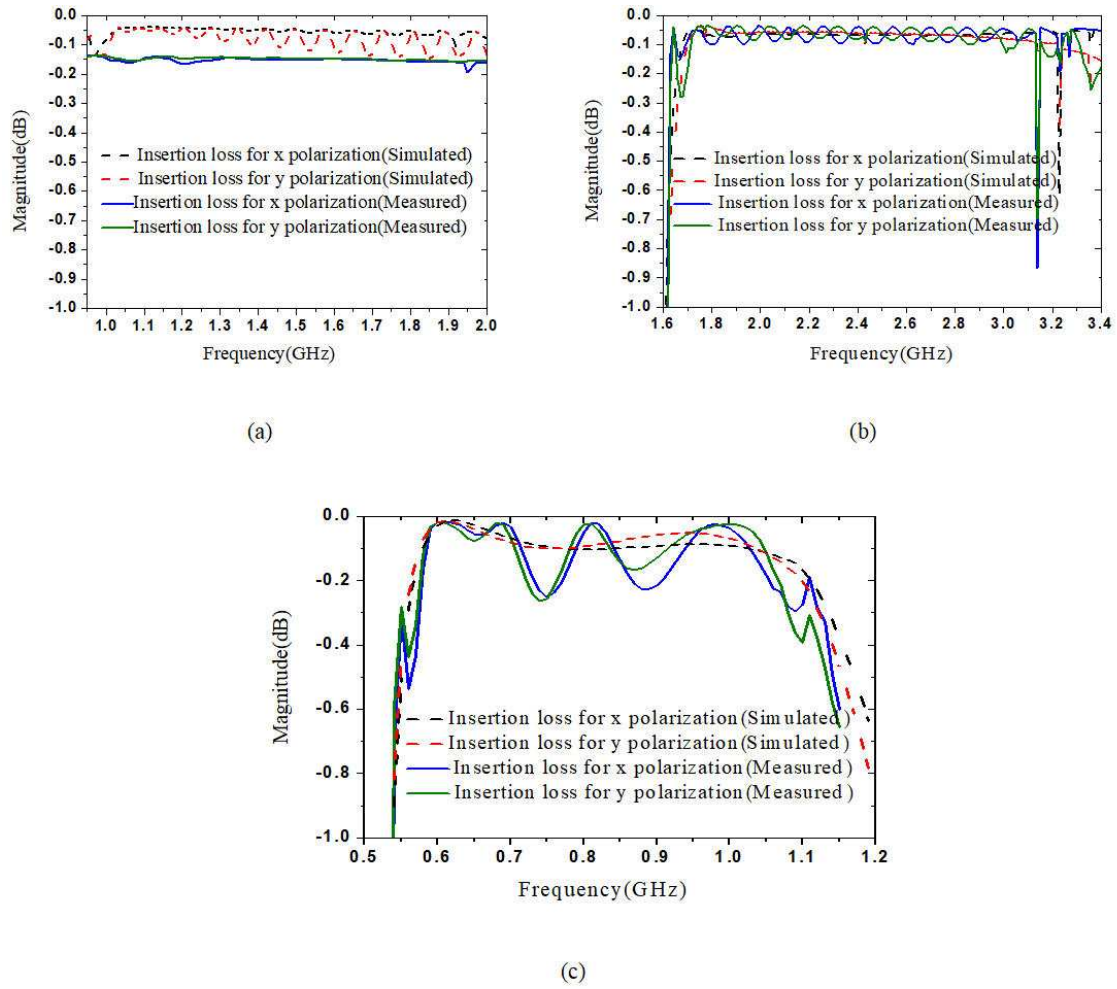 0.0
-0.1
-0.2
-0.3
-0.4
-0.5
-0.6
-0.7
-0.8
-0.9
-1.0
Magnitude(dB)
Insertion loss for x polarization(Simulated)
Insertion loss for y polarization(Simulated)
Insertion loss for x polarization(Measured)
Insertion loss for y polarization(Measured)
1.0 1.1 1.2 1.3 1.4 1.5 1.6 1.7 1.8 1.9 2.0
Frequency(GHz)
(a)
0.0
-0.1
-0.2
-0.3
-0.4
-0.5
-0.6
-0.7
-0.8
-0.9
-1.0
Magnitude(dB)
Insertion loss for x polarization(Simulated)
Insertion loss for y polarization(Simulated)
Insertion loss for x polarization(Measured)
Insertion loss for y polarization(Measured)
1.6 1.8 2.0 2.2 2.4 2.6 2.8 3.0 3.2 3.4
Frequency(GHz)
(b)
0.0
-0.2
-0.4
-0.6
-0.8
-1.0
Magnitude(dB)
Insertion loss for x polarization(Simulated)
Insertion loss for y polarization(Simulated)
Insertion loss for x polarization(Measured)
Insertion loss for y polarization(Measured)
0.5 0.6 0.7 0.8 0.9 1.0 1.1 1.2
Frequency(GHz)
(c)